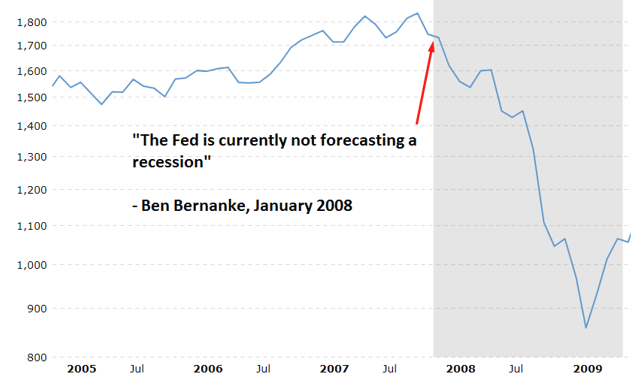 1,800
1,700
1,600
1,500
1,400
1,300
1,200
1,100
1,000
900
800
"The Fed is currently not forecasting a
recession"
- Ben Bernanke, January 2008
2005 Jul 2006 Jul 2007 Jul 2008 Jul 2009